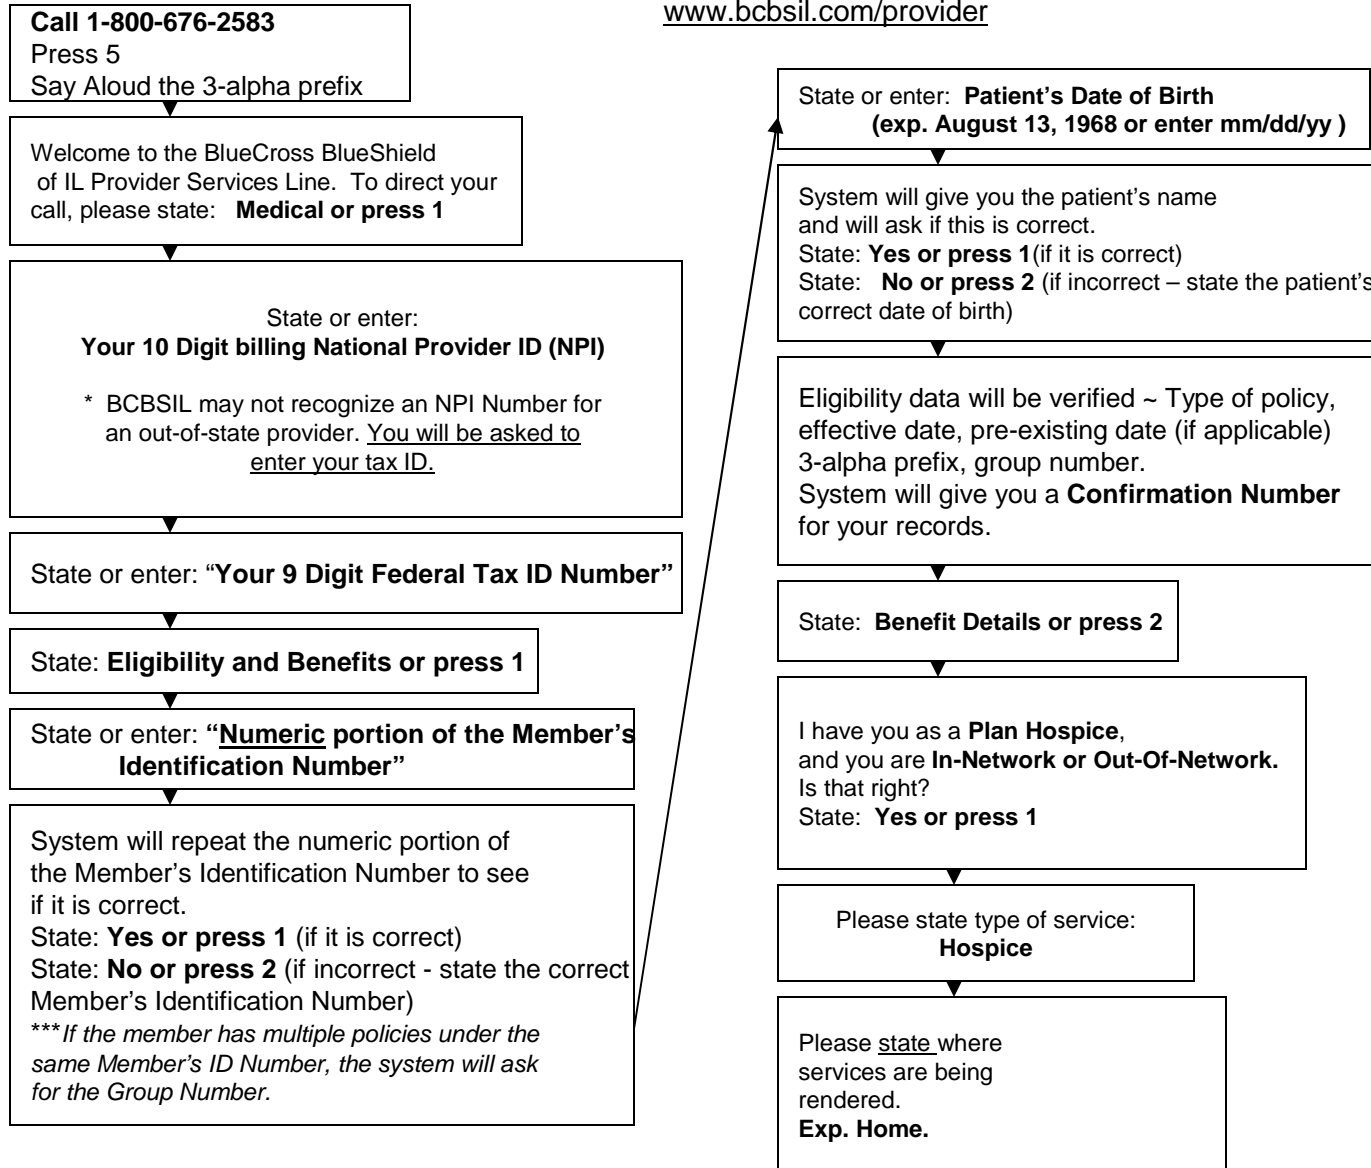 www.bcbsil.com/provider
Call 1-800-676-2583
Press 5
Say Aloud the 3-alpha prefix
Welcome to the BlueCross BlueShield
of IL Provider Services Line. To direct your
call, please state: Medical or press 1
State or enter:
Your 10 Digit billing National Provider ID (NPI)
* BCBSIL may not recognize an NPI Number for
an out-of-state provider. You will be asked to
enter your tax ID.
State or enter: “Your 9 Digit Federal Tax ID Number”
State: Eligibility and Benefits or press 1
State or enter: “Numeric portion of the Member’s
Identification Number”
System will repeat the numeric portion of
the Member’s Identification Number to see
if it is correct.
State: Yes or press 1 (if it is correct)
State: No or press 2 (if incorrect - state the correct
Member’s Identification Number)
***If the member has multiple policies under the
same Member’s ID Number, the system will ask
for the Group Number.
State or enter: Patient’s Date of Birth
(exp. August 13, 1968 or enter mm/dd/yy )
System will give you the patient’s name
and will ask if this is correct.
State: Yes or press 1(if it is correct)
State: No or press 2 (if incorrect – state the patient’s
correct date of birth)
Eligibility data will be verified ~ Type of policy,
effective date, pre-existing date (if applicable)
3-alpha prefix, group number.
System will give you a Confirmation Number
for your records.
State: Benefit Details or press 2
I have you as a Plan Hospice,
and you are In-Network or Out-Of-Network.
Is that right?
State: Yes or press 1
Please state type of service:
Hospice
Please state where
services are being
rendered.
Exp. Home.